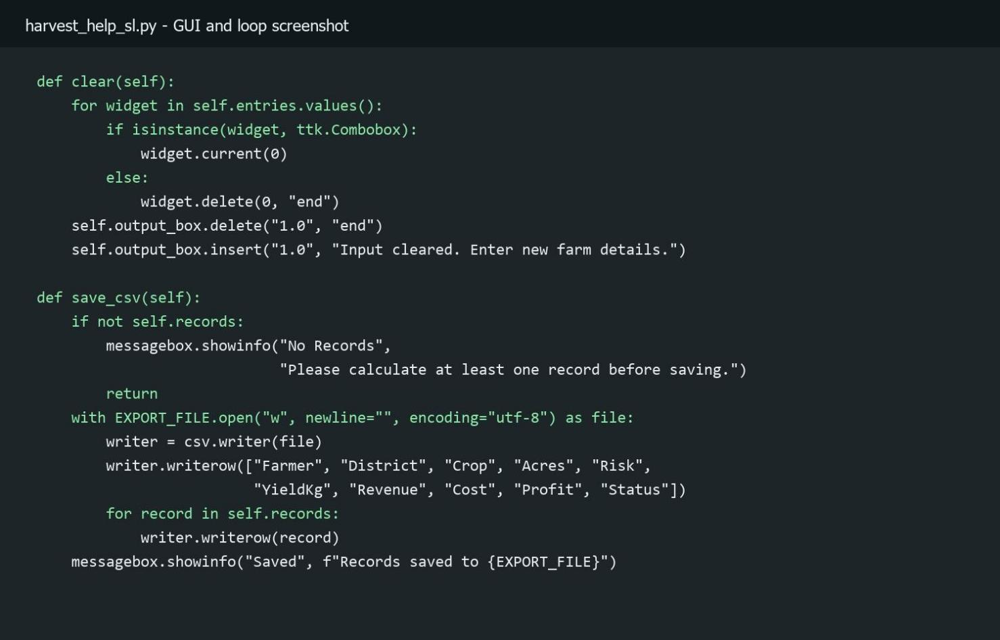 harvest_help_sl.py - GUI and loop screenshot
def clear(self):
    for widget in self.entries.values():
        if isinstance(widget, ttk.Combobox):
            widget.current(0)
        else:
            widget.delete(0, "end")
    self.output_box.delete("1.0", "end")
    self.output_box.insert("1.0", "Input cleared. Enter new farm details.")

def save_csv(self):
    if not self.records:
        messagebox.showinfo("No Records",
                            "Please calculate at least one record before saving.")
        return
    with EXPORT_FILE.open("w", newline="", encoding="utf-8") as file:
        writer = csv.writer(file)
        writer.writerow(["Farmer", "District", "Crop", "Acres", "Risk",
                         "YieldKg", "Revenue", "Cost", "Profit", "Status"])
        for record in self.records:
            writer.writerow(record)
    messagebox.showinfo("Saved", f"Records saved to {EXPORT_FILE}")